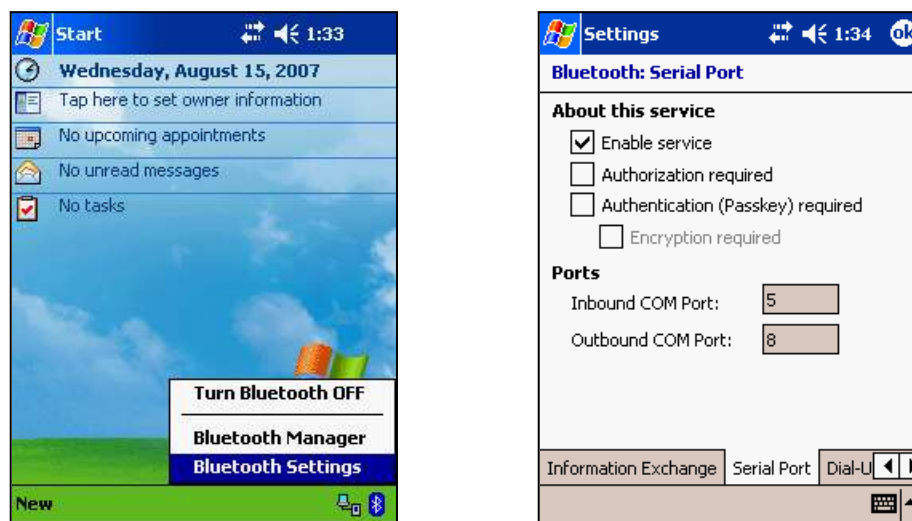 Start 1:33
Wednesday, August 15, 2007
Tap here to set owner information
No upcoming appointments
No unread messages
No tasks
Turn Bluetooth OFF
Bluetooth Manager
Bluetooth Settings
New
Settings 1:34 ok
Bluetooth: Serial Port
About this service
Enable service
Authorization required
Authentication (Passkey) required
Encryption required
Ports
Inbound COM Port: 5
Outbound COM Port: 8
Information Exchange Serial Port Dial-U